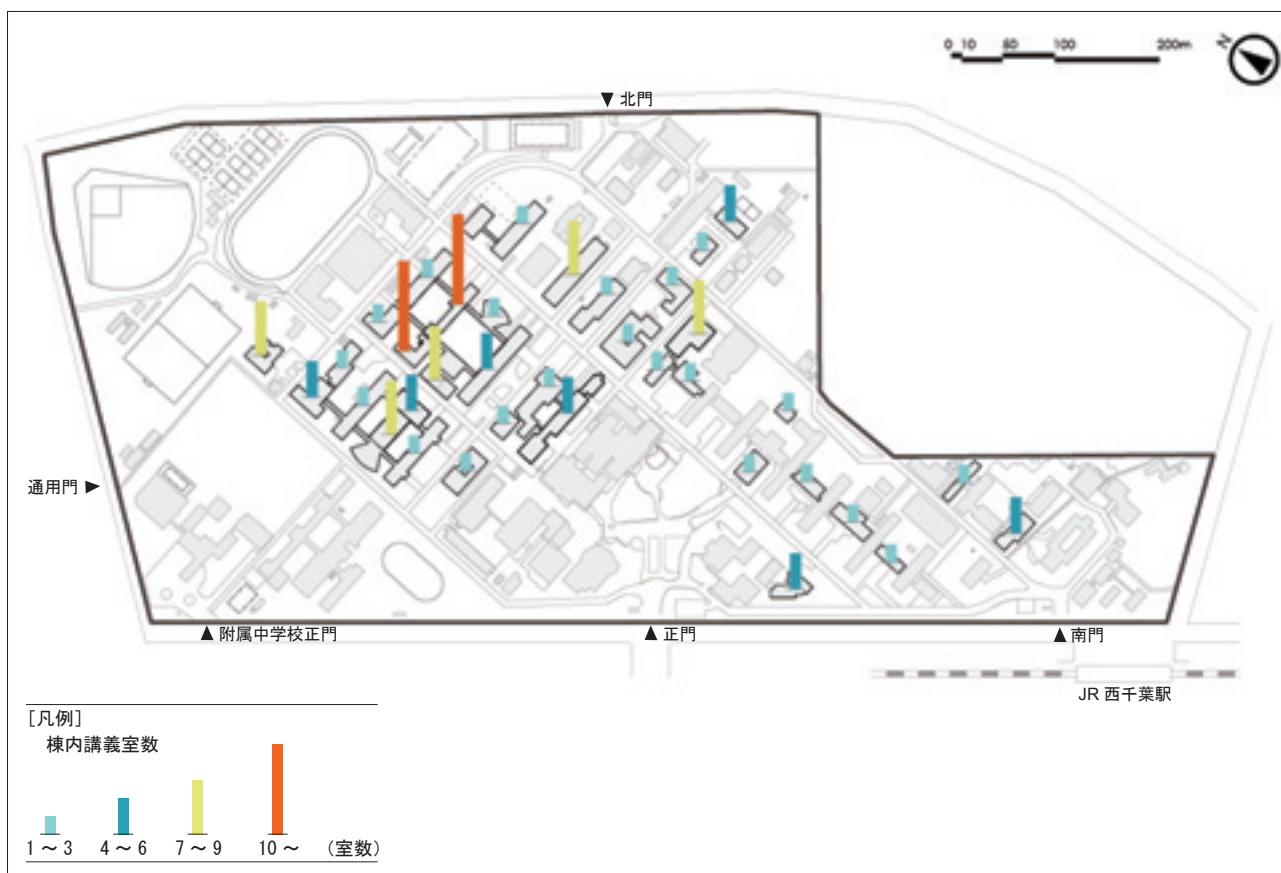 0 10 50 100 200m
N
▼ 北門
通用門 ▶
▲ 附属中学校正門
▲ 正門
▲ 南門
JR 西千葉駅
[凡例]
棟内講義室数
1 ～ 3 4 ～ 6 7 ～ 9 10 ～ (室数)